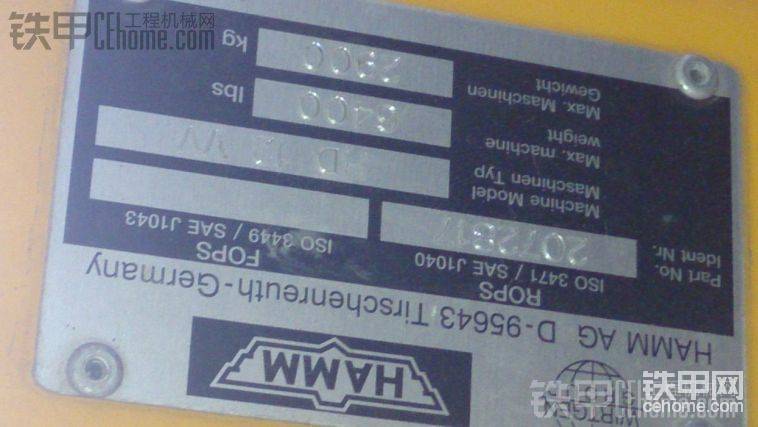 铁甲 工程机械网
CEhome.com
WIRTGEN
HAMM
HAMM AG D-95643 Tirschenreuth-Germany
ROPS FOPS
ISO 3471 / SAE J1040 ISO 3449 / SAE J1043
Part No.
Ident Nr.
Machine Model
Maschinen Typ
Max. machine
weight
lbs
Max. Maschinen
Gewicht
kg
铁甲网
cehome.com